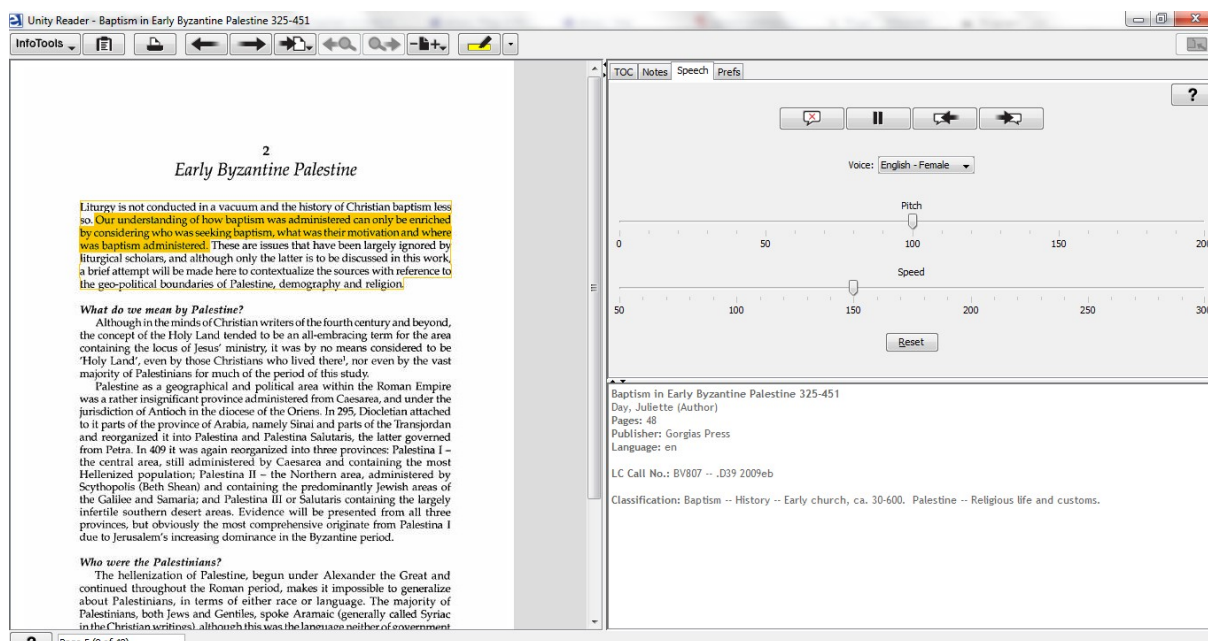 Unity Reader - Baptism in Early Byzantine Palestine 325-451
InfoTools
TOC Notes Speech Prefs
?
2
Early Byzantine Palestine
Liturgy is not conducted in a vacuum and the history of Christian baptism less
so. Our understanding of how baptism was administered can only be enriched
by considering who was seeking baptism, what was their motivation and where
was baptism administered. These are issues that have been largely ignored by
liturgical scholars, and although only the latter is to be discussed in this work,
a brief attempt will be made here to contextualize the sources with reference to
the geo-political boundaries of Palestine, demography and religion.
What do we mean by Palestine?
Although in the minds of Christian writers of the fourth century and beyond,
the concept of the Holy Land tended to be an all-embracing term for the area
containing the locus of Jesus' ministry, it was by no means considered to be
'Holy Land', even by those Christians who lived there¹, nor even by the vast
majority of Palestinians for much of the period of this study.
Palestine as a geographical and political area within the Roman Empire
was a rather insignificant province administered from Caesarea, and under the
jurisdiction of Antioch in the diocese of the Oriens. In 295, Diocletian attached
to it parts of the province of Arabia, namely Sinai and parts of the Transjordan
and reorganized it into Palestina and Palestina Salutaris, the latter governed
from Petra. In 409 it was again reorganized into three provinces: Palestina I –
the central area, still administered by Caesarea and containing the most
Hellenized population; Palestina II – the Northern area, administered by
Scythopolis (Beth Shean) and containing the predominantly Jewish areas of
the Galilee and Samaria; and Palestina III or Salutaris containing the largely
infertile southern desert areas. Evidence will be presented from all three
provinces, but obviously the most comprehensive originate from Palestina I
due to Jerusalem's increasing dominance in the Byzantine period.
Who were the Palestinians?
The hellenization of Palestine, begun under Alexander the Great and
continued throughout the Roman period, makes it impossible to generalize
about Palestinians, in terms of either race or language. The majority of
Palestinians, both Jews and Gentiles, spoke Aramaic (generally called Syriac
in the Christian writings), although this was the language neither of government
Voice: English - Female
Pitch
0 50 100 150 200
Speed
50 100 150 200 250 300
Reset
Baptism in Early Byzantine Palestine 325-451
Day, Juliette (Author)
Pages: 48
Publisher: Gorgias Press
Language: en
LC Call No.: BV807 -- .D39 2009eb
Classification: Baptism -- History -- Early church, ca. 30-600. Palestine -- Religious life and customs.
?